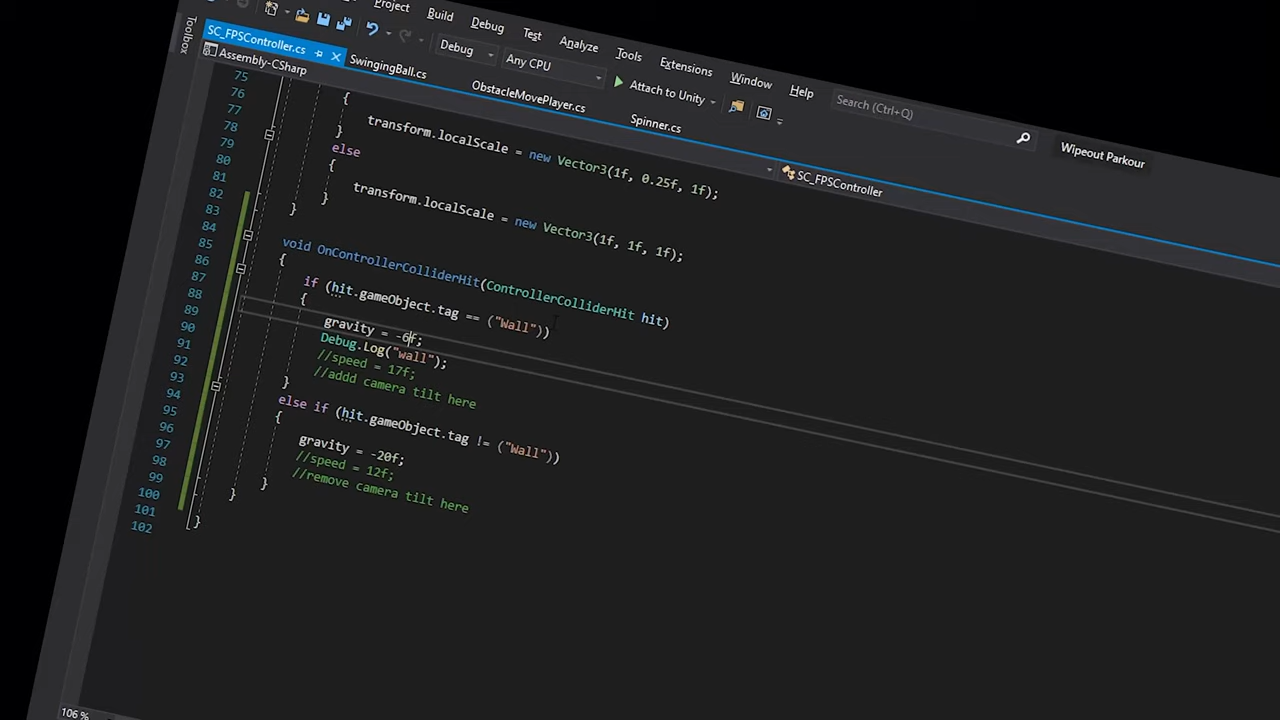 Project Build Debug Test Analyze Tools Extensions Window Help Search (Ctrl+Q) Wipeout Parkour
Debug Any CPU Attach to Unity
Toolbox
SC_FPSController.cs SwingingBall.cs ObstacleMovePlayer.cs Spinner.cs
Assembly-CSharp SC_FPSController
75
76 {
77 transform.localScale = new Vector3(1f, 0.25f, 1f);
78 }
79 else
80 {
81 transform.localScale = new Vector3(1f, 1f, 1f);
82 }
83 }
84
85 void OnControllerColliderHit(ControllerColliderHit hit)
86 {
87 if (hit.gameObject.tag == ("Wall"))
88 {
89 gravity = -6f;
90 Debug.Log("wall");
91 //speed = 17f;
92 //addd camera tilt here
93 }
94 else if (hit.gameObject.tag != ("Wall"))
95 {
96 gravity = -20f;
97 //speed = 12f;
98 //remove camera tilt here
99 }
100 }
101 }
102
106 %